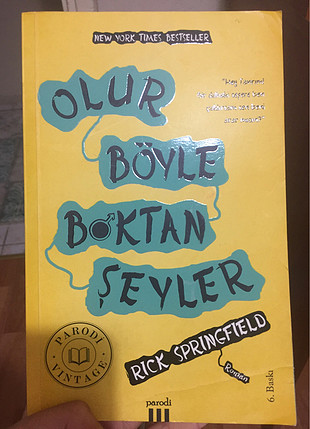 NEW YORK TIMES BESTSELLER
OLUR
BÖYLE
BOKTAN
ŞEYLER
PARODİ
VINTAGE
RICK SPRINGFIELD
Roman
parodi
6. Baskı